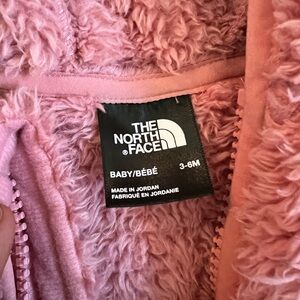 THE
NORTH
®FACE
BABY/BÉBÉ 3-6M
MADE IN JORDAN
FABRIQUÉ EN JORDANIE